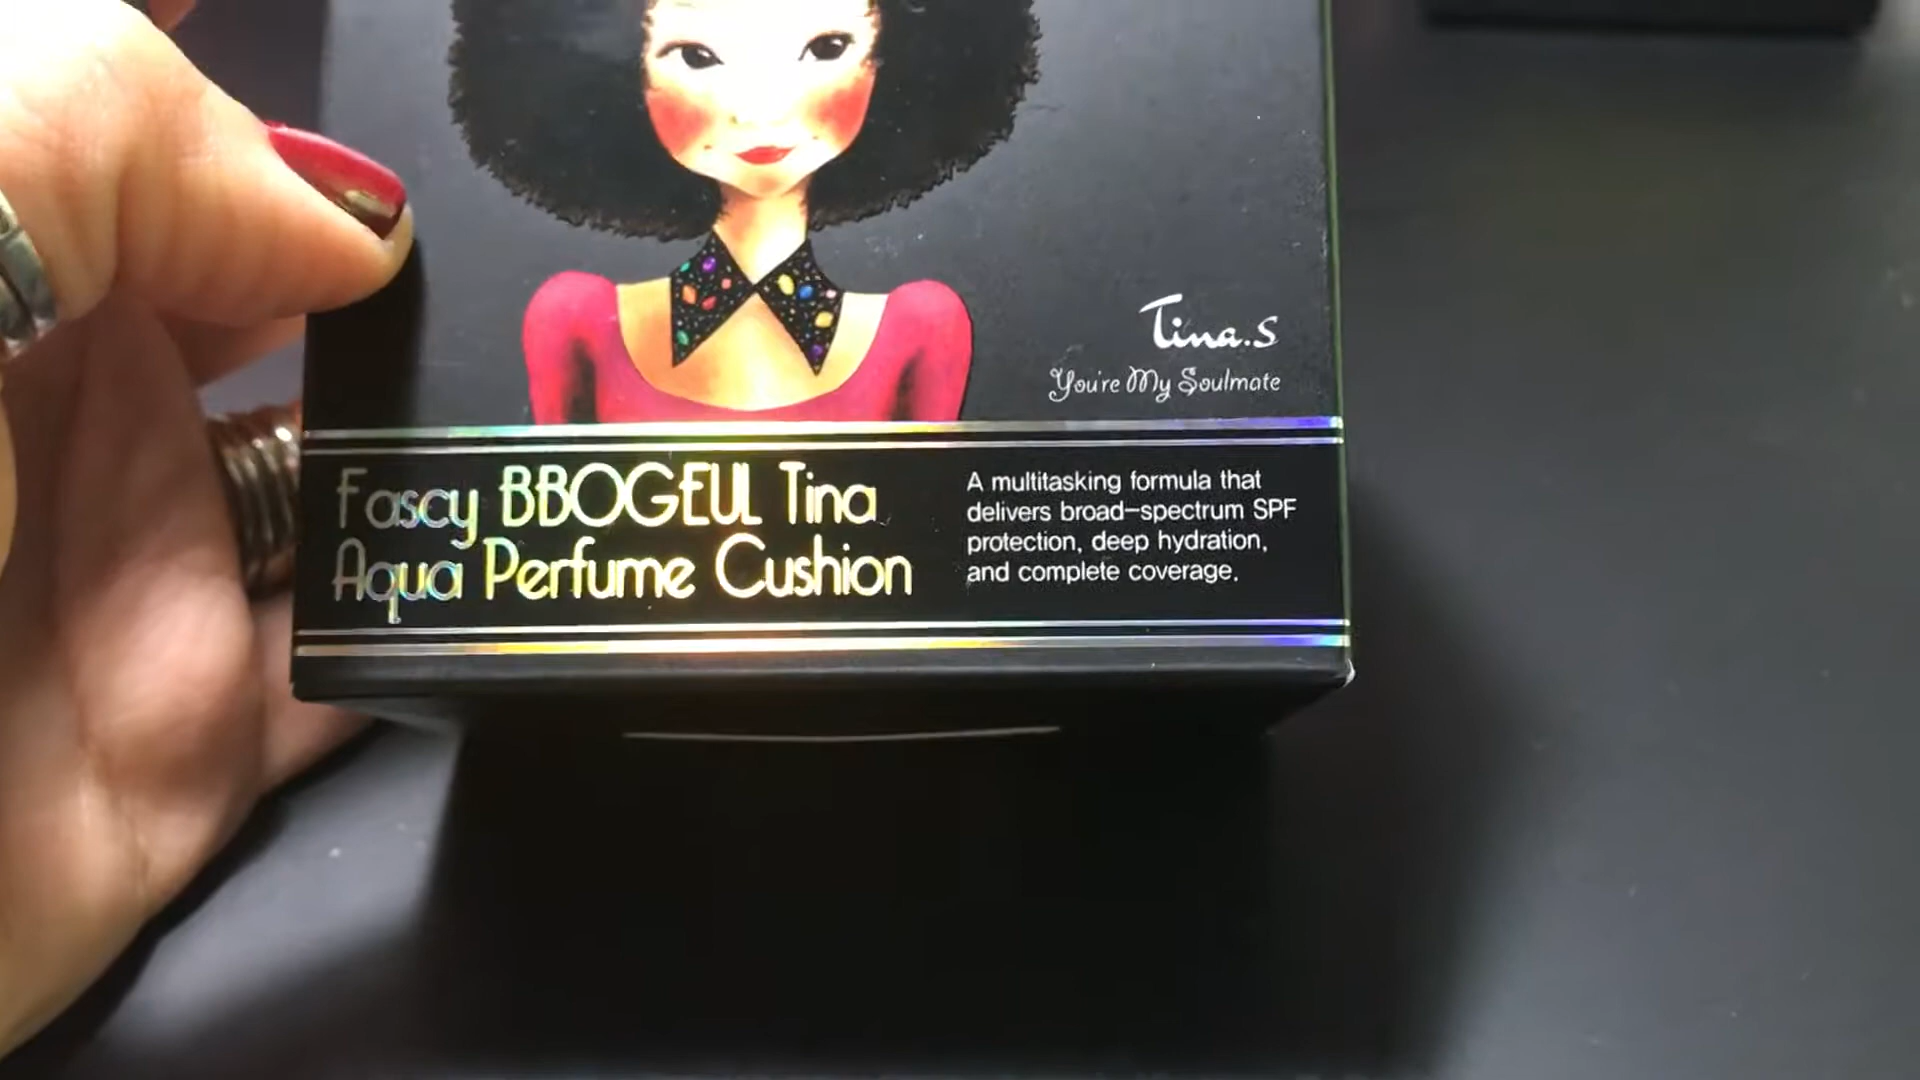 Tina.S
You're My Soulmate
Fascy BBOGEUL Tina
Aqua Perfume Cushion
A multitasking formula that
delivers broad-spectrum SPF
protection, deep hydration,
and complete coverage.